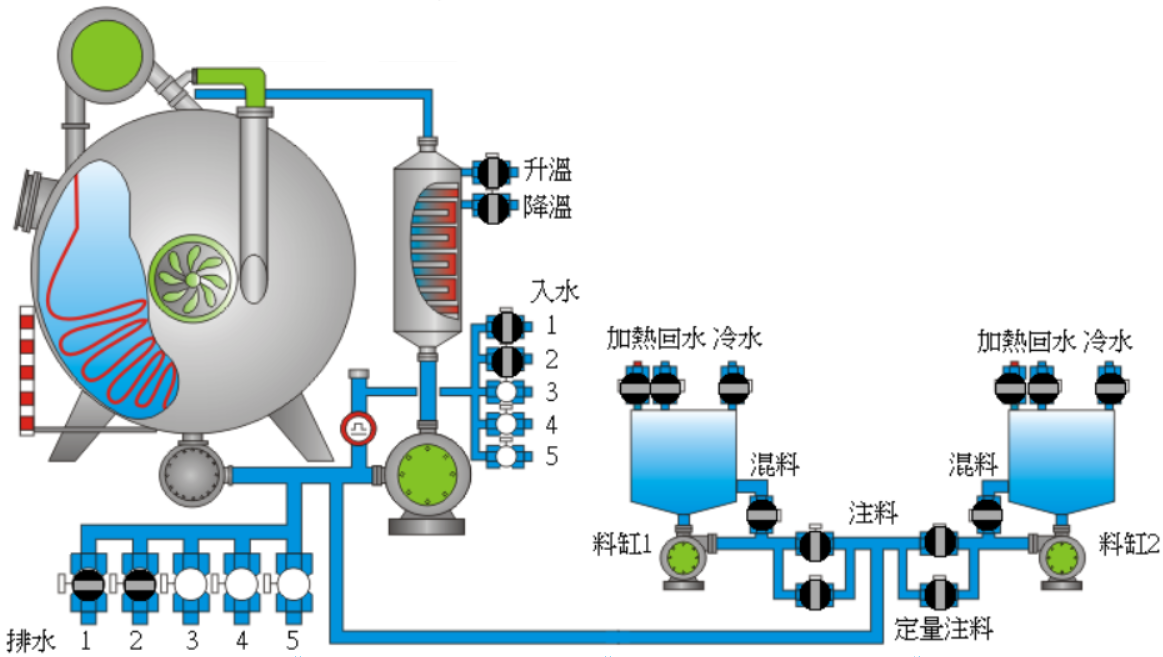 升溫
降溫
入水
1
2
3
4
5
加熱回水 冷水
加熱回水 冷水
混料
混料
注料
料缸1
料缸2
定量注料
排水 1 2 3 4 5